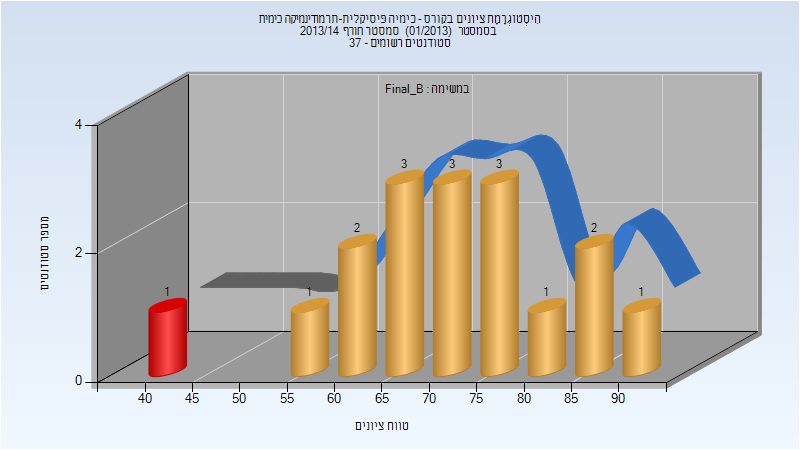 הִיסְטוגְרָמַת ציונים בקורס - כימיה פיסיקלית-תרמודינמיקה כימית
בסמסטר (01/2013) סמסטר חורף 2013/14
סטודנטים רשומים - 37
במשימה : Final_B
מספר סטודנטים
4
2
0
1
1
2
3
3
3
1
2
1
40 45 50 55 60 65 70 75 80 85 90
טווח ציונים